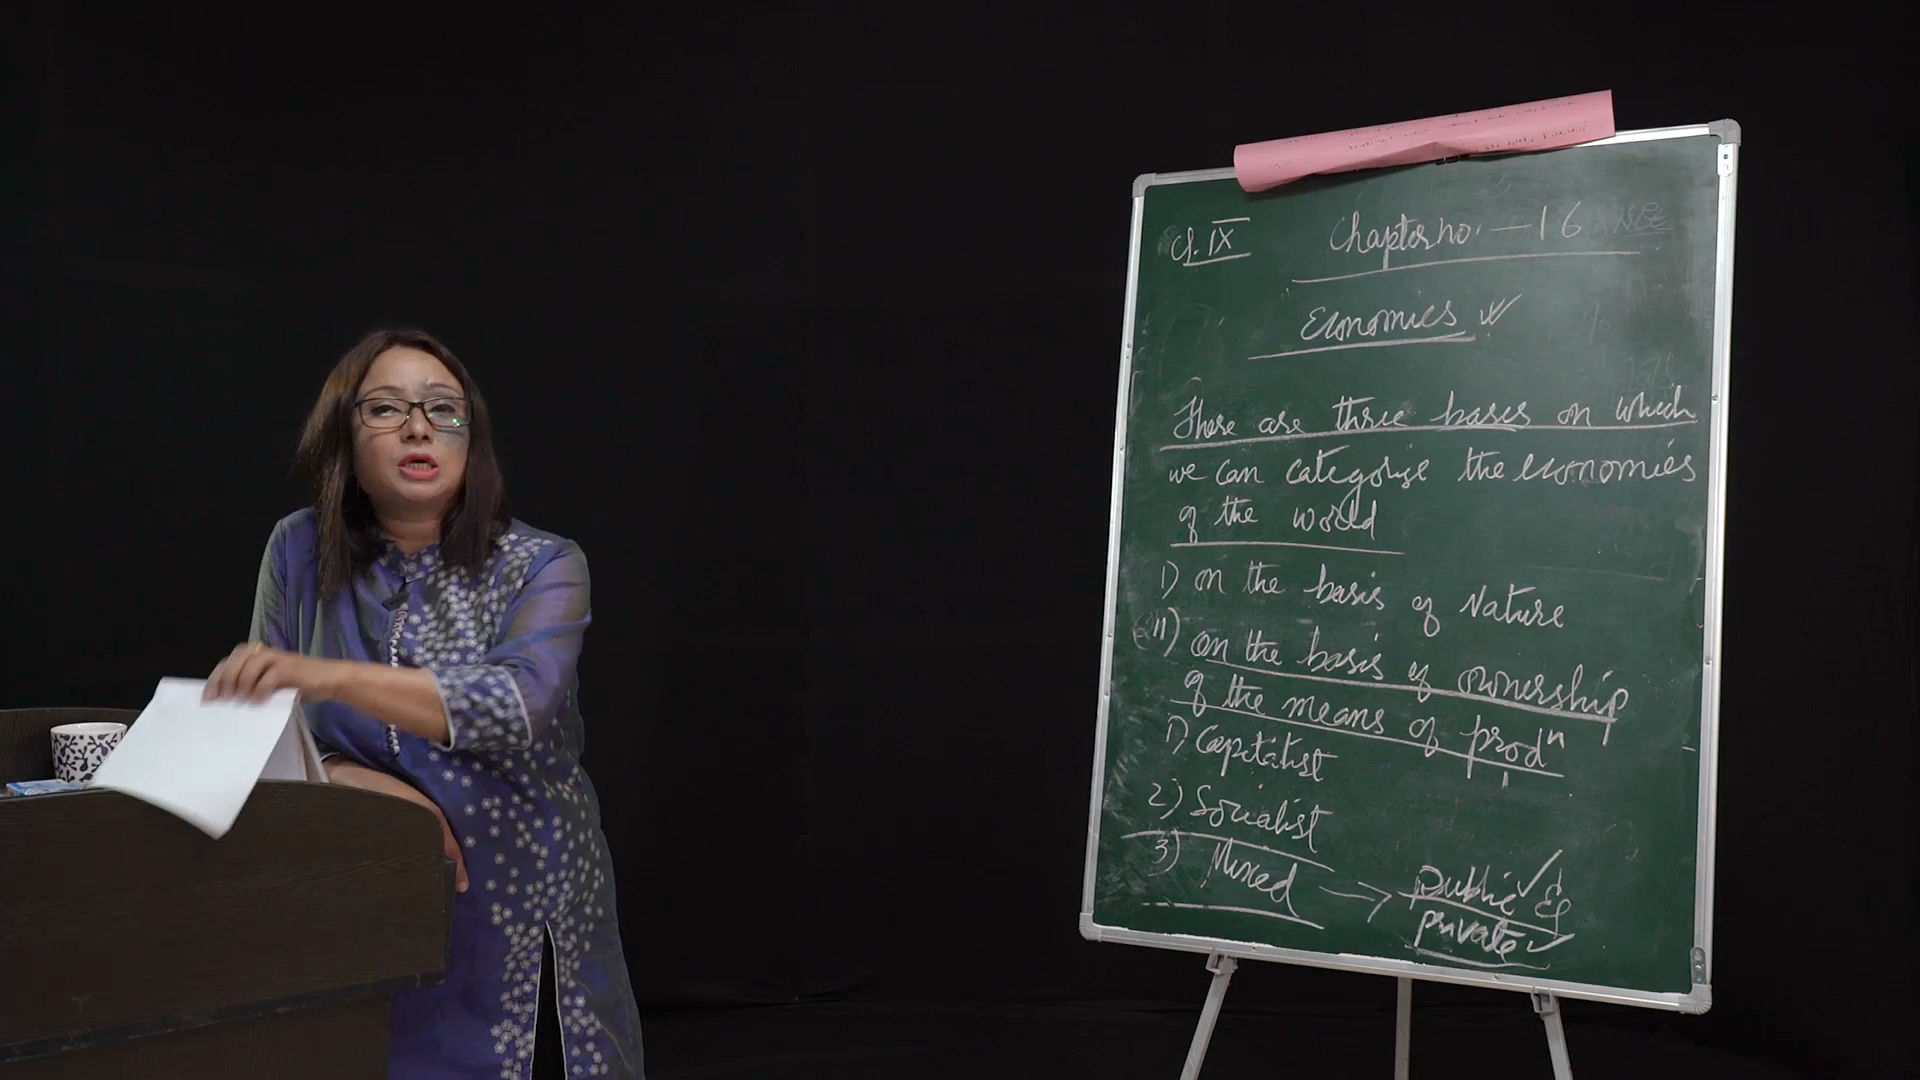 Cl. IX
Chapter no. - 16
Economics
There are three bases on which
we can categorise the economies
of the world
I) on the basis of Nature
II) on the basis of ownership
of the means of prodⁿ
1) Capitalist
2) Socialist
3) Mixed → public &
private